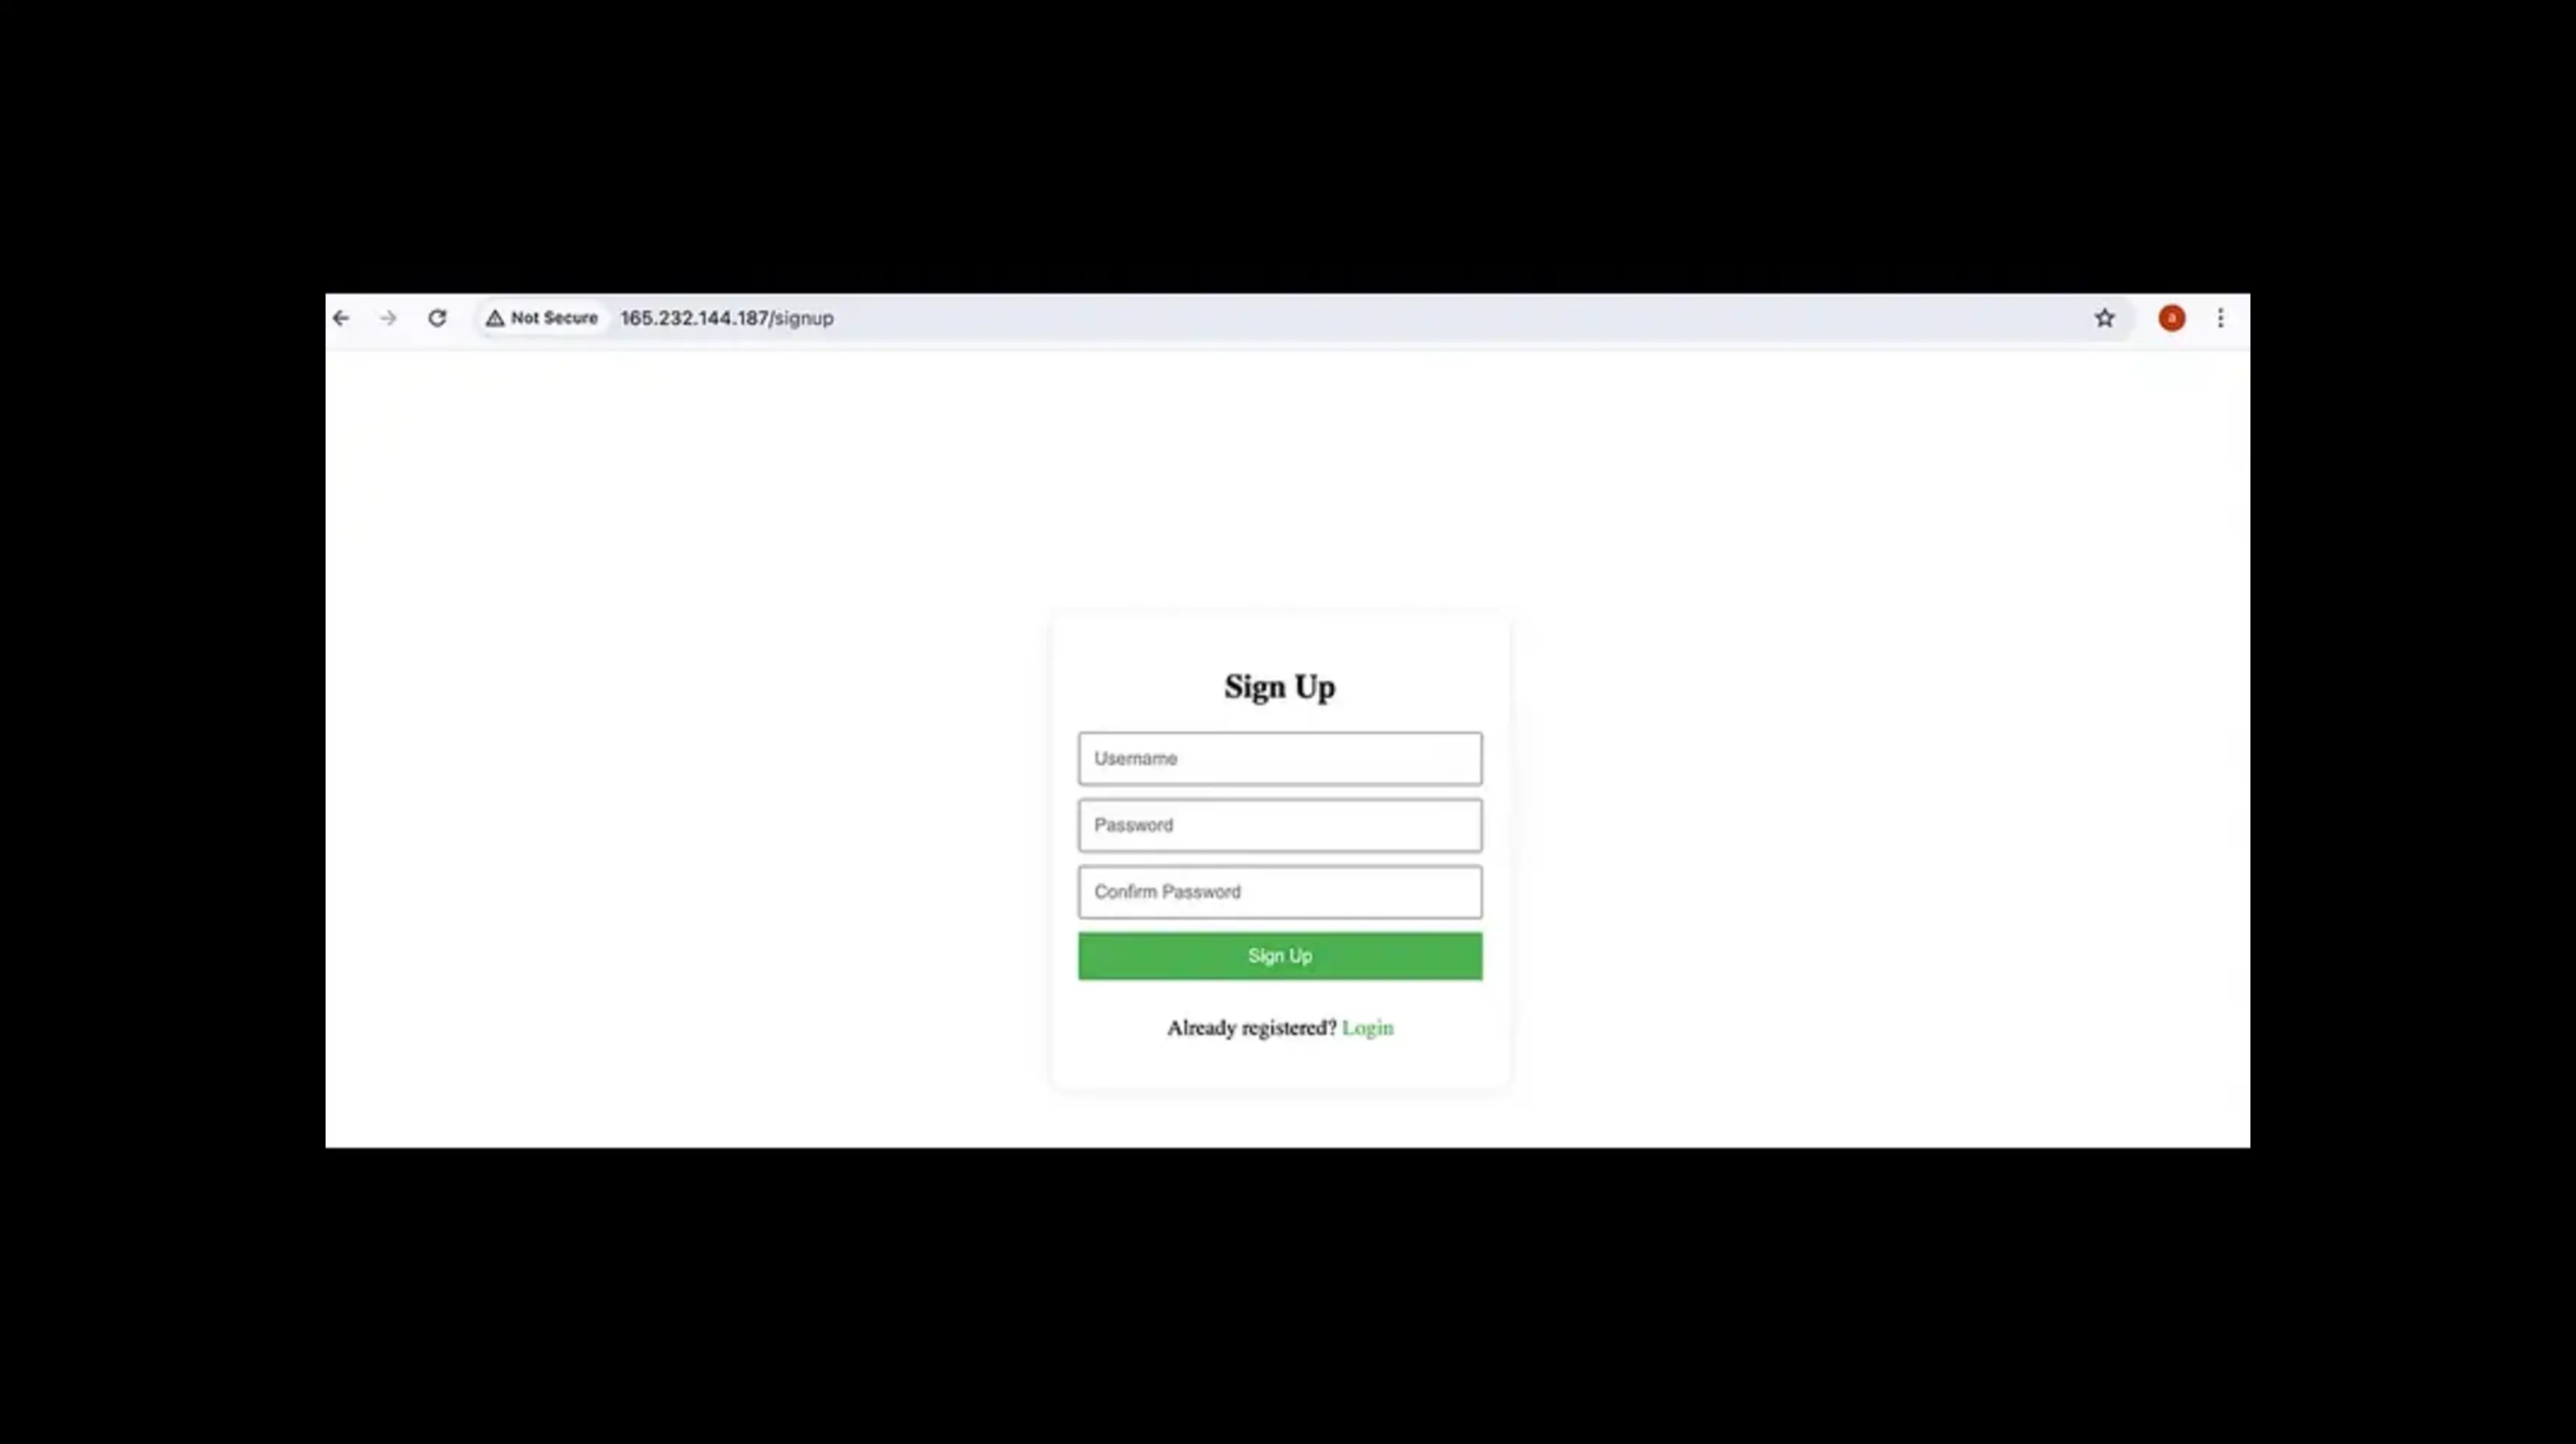 Not Secure 165.232.144.187/signup a
Sign Up
Username
Password
Confirm Password
Sign Up
Already registered? Login